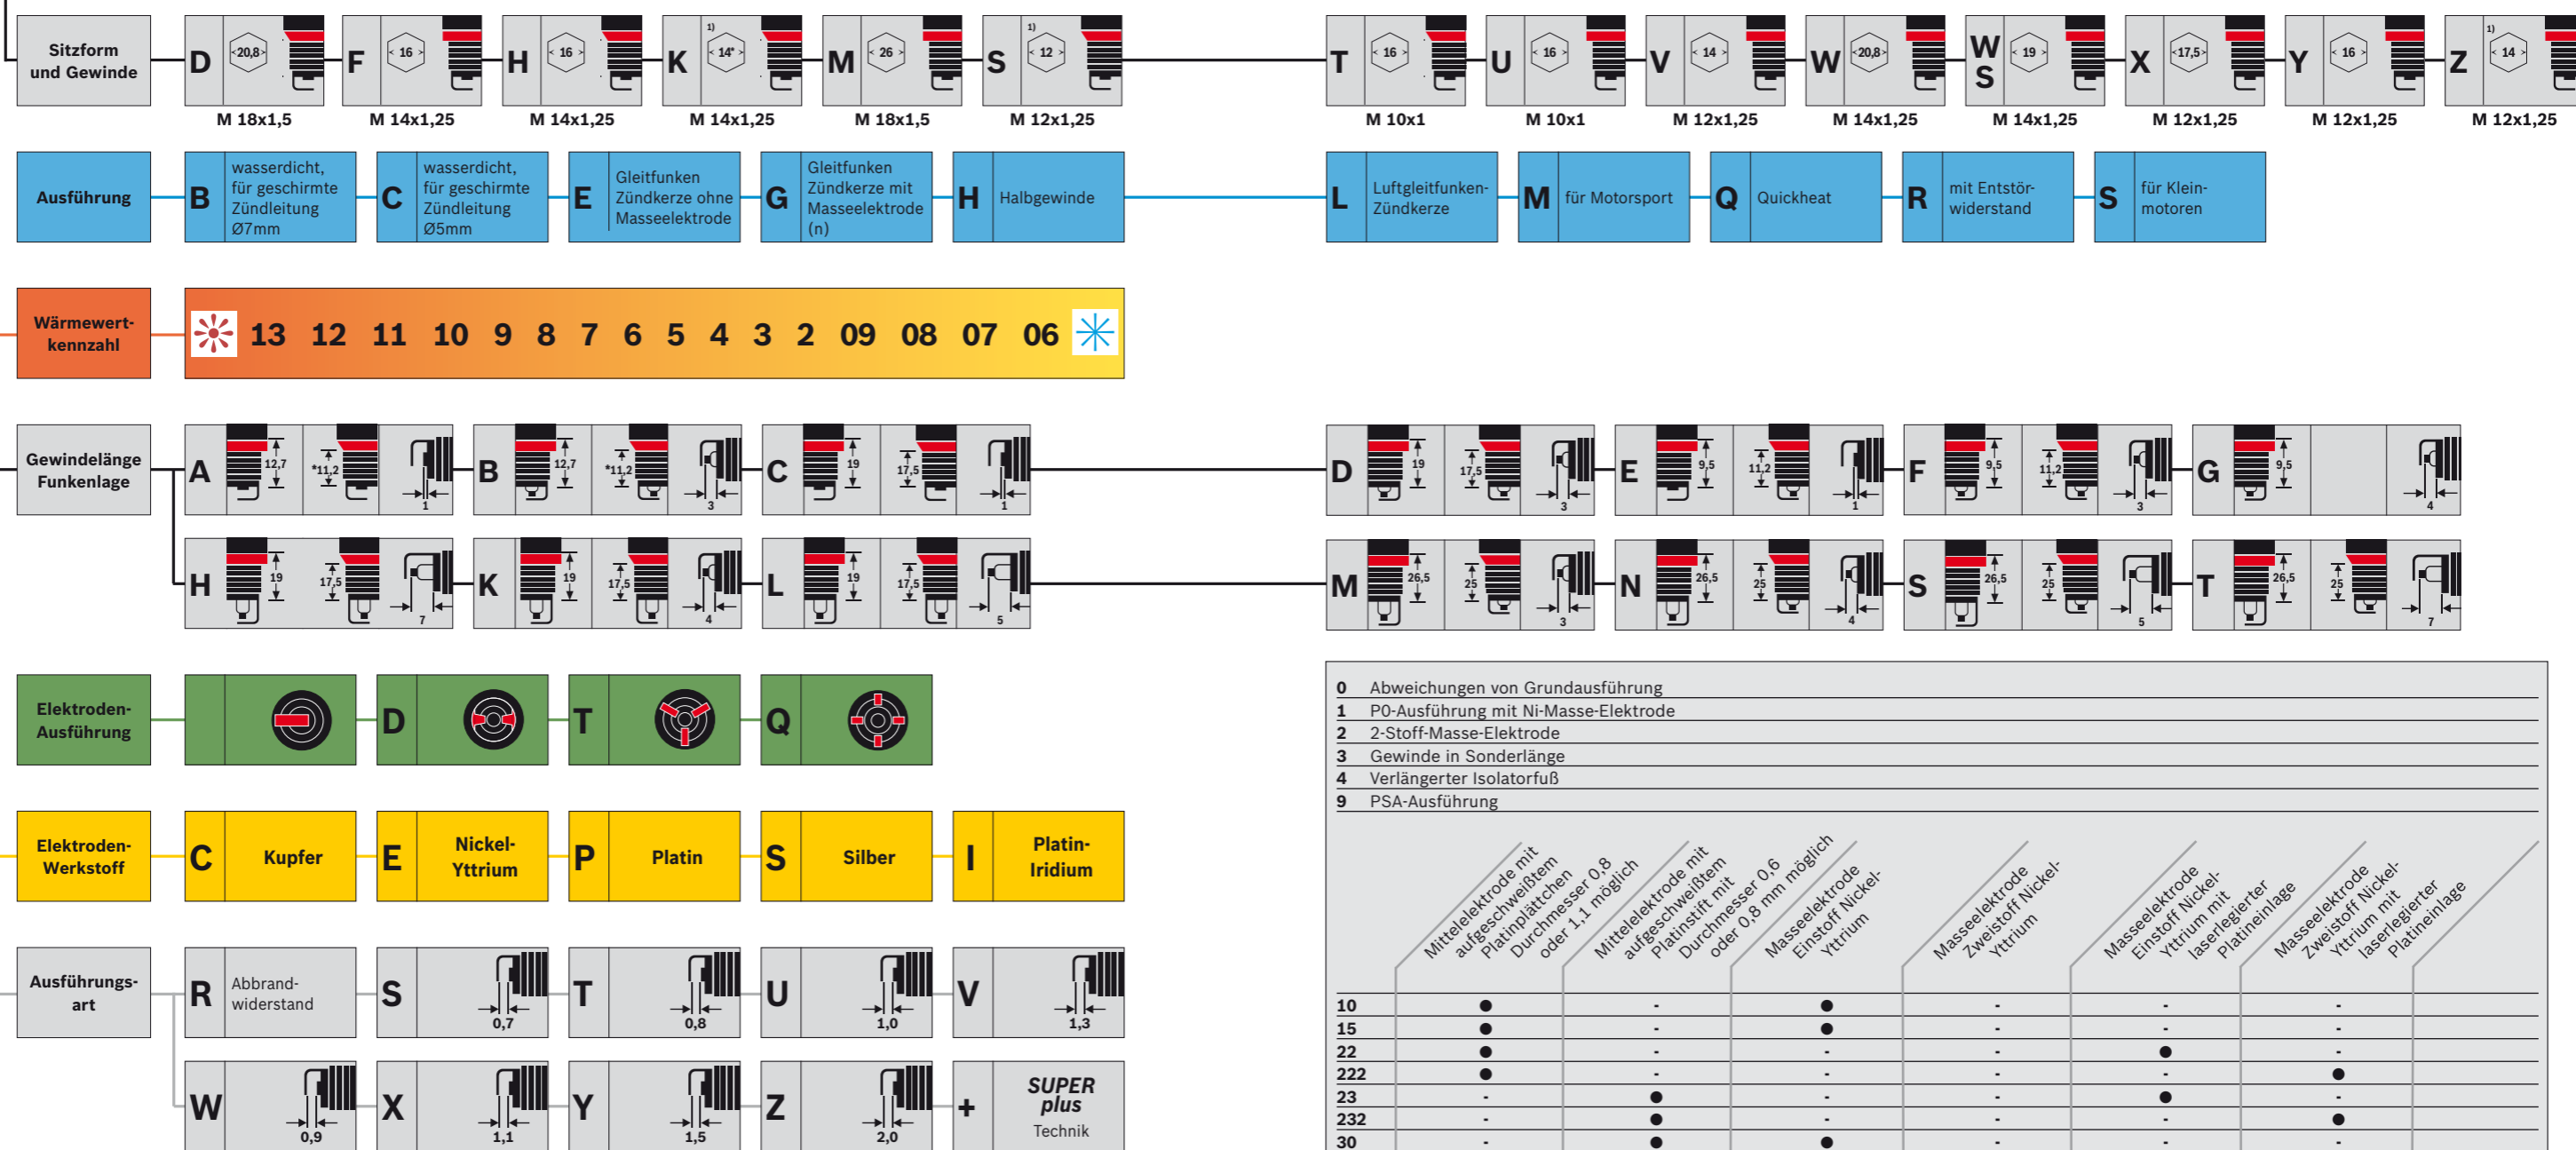 Sitzform
und Gewinde
D <20,8>
F < 16 >
H < 16 >
K 1) < 14* >
M < 26 >
S 1) < 12 >
T < 16 >
U < 16 >
V < 14 >
W <20,8>
W S < 19 >
X <17,5>
Y < 16 >
Z 1) < 14 >
M 18x1,5 M 14x1,25 M 14x1,25 M 14x1,25 M 18x1,5 M 12x1,25 M 10x1 M 10x1 M 12x1,25 M 14x1,25 M 14x1,25 M 12x1,25 M 12x1,25 M 12x1,25
Ausführung
B
wasserdicht,
für geschirmte
Zündleitung
Ø7mm
C
wasserdicht,
für geschirmte
Zündleitung
Ø5mm
E
Gleitfunken
Zündkerze ohne
Masseelektrode
G
Gleitfunken
Zündkerze mit
Masseelektrode
(n)
H Halbgewinde
L
Luftgleitfunken-
Zündkerze
M für Motorsport
Q Quickheat
R
mit Entstör-
widerstand
S
für Klein-
motoren
Wärmewert-
kennzahl
13 12 11 10 9 8 7 6 5 4 3 2 09 08 07 06
Gewindelänge
Funkenlage
A 12,7 *11,2 1
B 12,7 *11,2 3
C 19 17,5 1
D 19 17,5 3
E 9,5 11,2 1
F 9,5 11,2 3
G 9,5 4
H 19 17,5 7
K 19 17,5 4
L 19 17,5 5
M 26,5 25 3
N 26,5 25 4
S 26,5 25 5
T 26,5 25 7
Elektroden-
Ausführung
D T Q
Elektroden-
Werkstoff
C Kupfer
E
Nickel-
Yttrium
P Platin
S Silber
I
Platin-
Iridium
Ausführungs-
art
R
Abbrand-
widerstand
S 0,7
T 0,8
U 1,0
V 1,3
W 0,9
X 1,1
Y 1,5
Z 2,0
+
SUPER
plus
Technik
0 Abweichungen von Grundausführung
1 P0-Ausführung mit Ni-Masse-Elektrode
2 2-Stoff-Masse-Elektrode
3 Gewinde in Sonderlänge
4 Verlängerter Isolatorfuß
9 PSA-Ausführung
Mittelelektrode mit
aufgeschweißtem
Platinplättchen
Durchmesser 0,8
oder 1,1 möglich
Mittelelektrode mit
aufgeschweißtem
Platinstift mit
Durchmesser 0,6
oder 0,8 mm möglich
Masseelektrode
Einstoff Nickel-
Yttrium
Masseelektrode
Zweistoff Nickel-
Yttrium
Masseelektrode
Einstoff Nickel-
Yttrium mit
laserlegierter
Platineinlage
Masseelektrode
Zweistoff Nickel-
Yttrium mit
laserlegierter
Platineinlage
10 ● - ● - - -
15 ● - ● - - -
22 ● - - - ● -
222 ● - - - - ●
23 - ● - - ● -
232 - ● - - - ●
30 - ● ● - - -